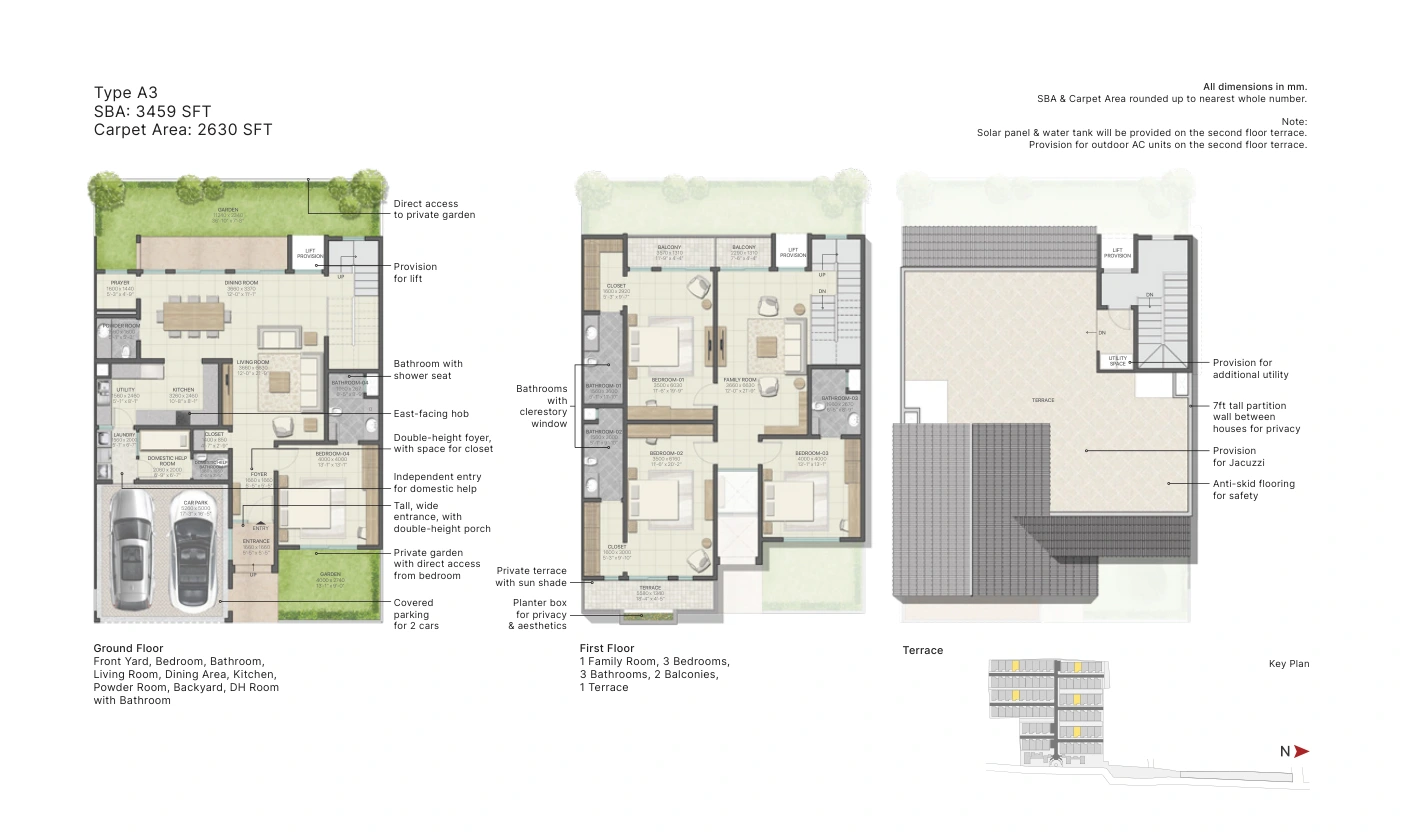 Type A3
SBA: 3459 SFT
Carpet Area: 2630 SFT
All dimensions in mm.
SBA & Carpet Area rounded up to nearest whole number.
Note:
Solar panel & water tank will be provided on the second floor terrace.
Provision for outdoor AC units on the second floor terrace.
GARDEN
Direct access
to private garden
LIFT
PROVISION
UP
Provision
for lift
PRAYER
DINING ROOM
POWDER ROOM
LIVING ROOM
Bathroom with
shower seat
BATHROOM-04
UTILITY
KITCHEN
East-facing hob
LAUNDRY
CLOSET
Double-height foyer,
with space for closet
DOMESTIC HELP
ROOM
BEDROOM-04
4000 x 4000
13'-1" x 13'-1"
FOYER
Independent entry
for domestic help
CAR PARK
Tall, wide
entrance, with
double-height porch
ENTRY
ENTRANCE
UP
Private garden
with direct access
from bedroom
GARDEN
Covered
parking
for 2 cars
Ground Floor
Front Yard, Bedroom, Bathroom,
Living Room, Dining Area, Kitchen,
Powder Room, Backyard, DH Room
with Bathroom
BALCONY
BALCONY
LIFT
PROVISION
UP
CLOSET
DN
BEDROOM-01
FAMILY ROOM
BATHROOM-01
BATHROOM-03
Bathrooms
with
clerestory
window
BATHROOM-02
BEDROOM-02
BEDROOM-03
4000 x 4000
CLOSET
Private terrace
with sun shade
TERRACE
Planter box
for privacy
& aesthetics
First Floor
1 Family Room, 3 Bedrooms,
3 Bathrooms, 2 Balconies,
1 Terrace
LIFT
PROVISION
DN
DN
UTILITY
SPACE
Provision for
additional utility
TERRACE
7ft tall partition
wall between
houses for privacy
Provision
for Jacuzzi
Anti-skid flooring
for safety
Terrace
Key Plan
N